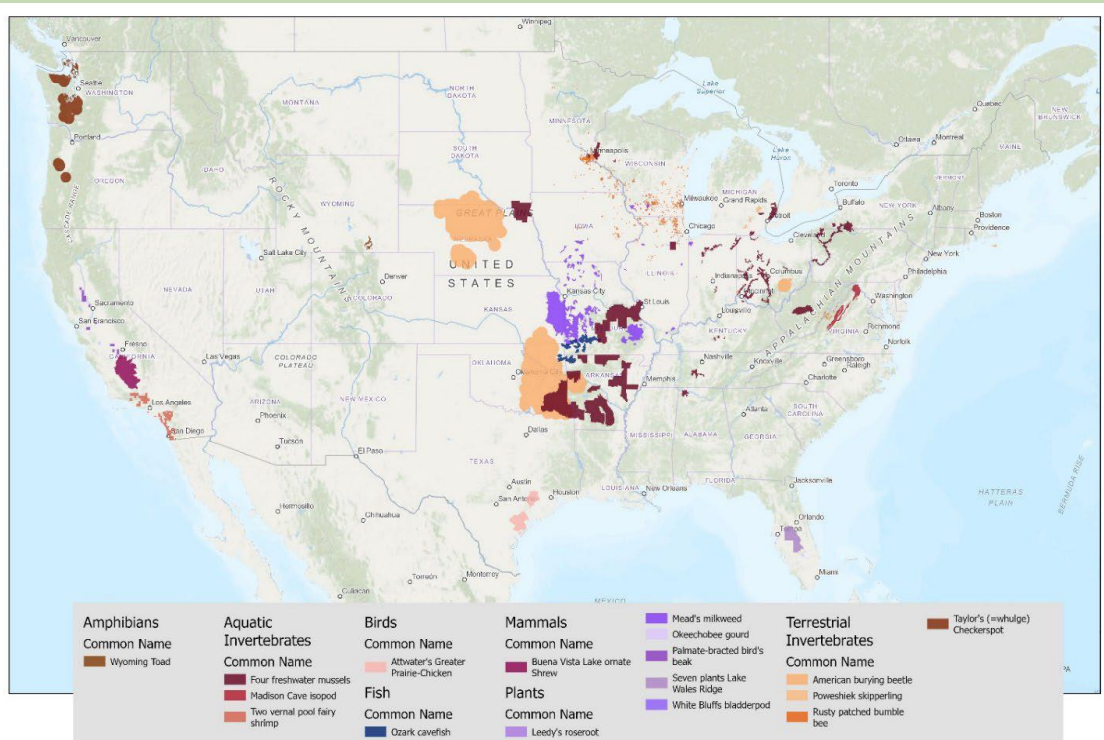 Winnipeg
Vancouver
Seattle
WASHINGTON
Portland
OREGON
CASCADE RANGE
IDAHO
MONTANA
NORTH
DAKOTA
SOUTH
DAKOTA
MINNESOTA
Minneapolis
WISCONSIN
Lake
Superior
Lake
Huron
MICHIGAN
Grand Rapids
Milwaukee
Detroit
Chicago
Toronto
Buffalo
Ottawa
Montreal
Quebec
NEW
BRUNSWICK
MAINE
VERMONT
NEW YORK
Albany
Boston
Providence
New York
Philadelphia
Washington
VIRGINIA
Richmond
Norfolk
ROCKY MOUNTAINS
WYOMING
GREAT PLAINS
NEBRASKA
IOWA
UNITED
STATES
Salt Lake City
Denver
NEVADA
UTAH
COLORADO
KANSAS
Kansas City
St Louis
ILLINOIS
Indianapolis
Columbus
Cincinnati
Cleveland
APPALACHIAN MOUNTAINS
Louisville
KENTUCKY
Sacramento
San Francisco
Fresno
CALIFORNIA
Las Vegas
COLORADO
PLATEAU
Los Angeles
San Diego
ARIZONA
Phoenix
Tucson
NEW MEXICO
El Paso
OKLAHOMA
Oklahoma City
ARKANSAS
Memphis
Nashville
Knoxville
Greensboro
Raleigh
Charlotte
SOUTH
CAROLINA
Atlanta
GEORGIA
ALABAMA
MISSISSIPPI
Dallas
TEXAS
Austin
San Antonio
Houston
LOUISIANA
New Orleans
FLORIDA
Jacksonville
Orlando
Tampa
Miami
HATTERAS
PLAIN
BERMUDA RISE
Hermosillo
Chihuahua
Torreón
Monterrey
Culiacan
MEXICO
PA
Amphibians
Common Name
Wyoming Toad
Aquatic
Invertebrates
Common Name
Four freshwater mussels
Madison Cave isopod
Two vernal pool fairy
shrimp
Birds
Common Name
Attwater's Greater
Prairie-Chicken
Fish
Common Name
Ozark cavefish
Mammals
Common Name
Buena Vista Lake ornate
Shrew
Plants
Common Name
Leedy's roseroot
Mead's milkweed
Okeechobee gourd
Palmate-bracted bird's
beak
Seven plants Lake
Wales Ridge
White Bluffs bladderpod
Terrestrial
Invertebrates
Common Name
American burying beetle
Poweshiek skipperling
Rusty patched bumble
bee
Taylor's (=whulge)
Checkerspot